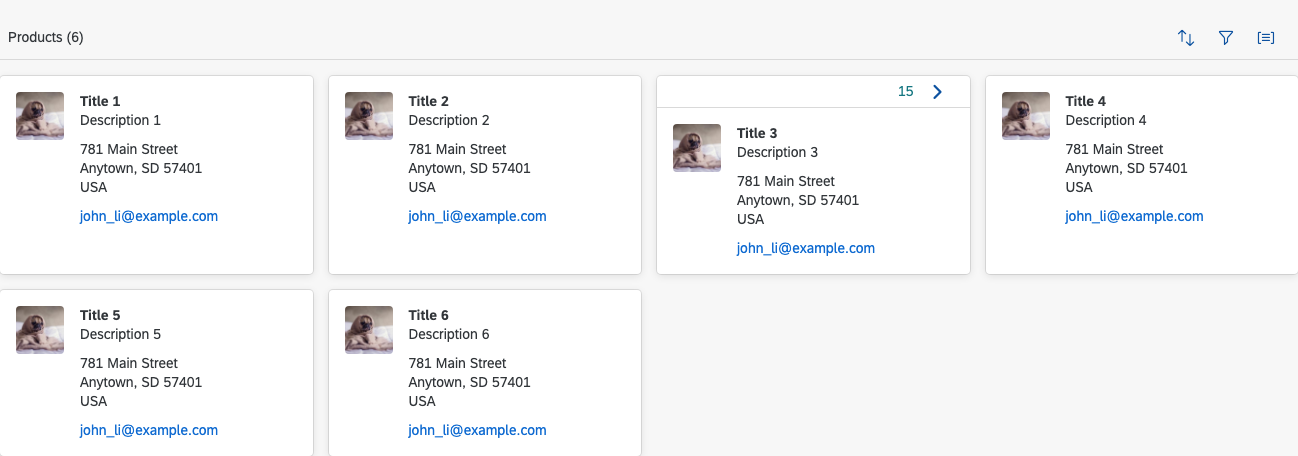 Products (6)
Title 1
Description 1
781 Main Street
Anytown, SD 57401
USA
john_li@example.com
Title 2
Description 2
781 Main Street
Anytown, SD 57401
USA
john_li@example.com
15
Title 3
Description 3
781 Main Street
Anytown, SD 57401
USA
john_li@example.com
Title 4
Description 4
781 Main Street
Anytown, SD 57401
USA
john_li@example.com
Title 5
Description 5
781 Main Street
Anytown, SD 57401
USA
john_li@example.com
Title 6
Description 6
781 Main Street
Anytown, SD 57401
USA
john_li@example.com